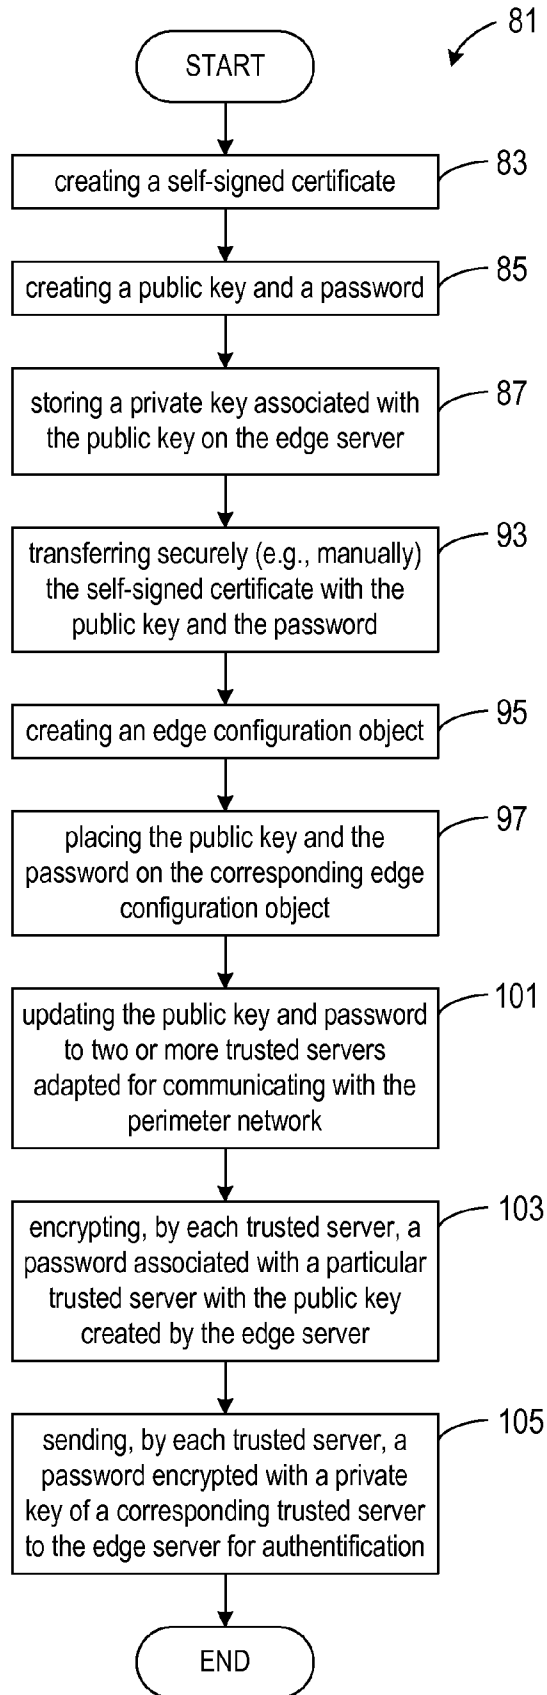 81
START
83
creating a self-signed certificate
85
creating a public key and a password
87
storing a private key associated with
the public key on the edge server
93
transferring securely (e.g., manually)
the self-signed certificate with the
public key and the password
95
creating an edge configuration object
97
placing the public key and the
password on the corresponding edge
configuration object
101
updating the public key and password
to two or more trusted servers
adapted for communicating with the
perimeter network
103
encrypting, by each trusted server, a
password associated with a particular
trusted server with the public key
created by the edge server
105
sending, by each trusted server, a
password encrypted with a private
key of a corresponding trusted server
to the edge server for authentification
END